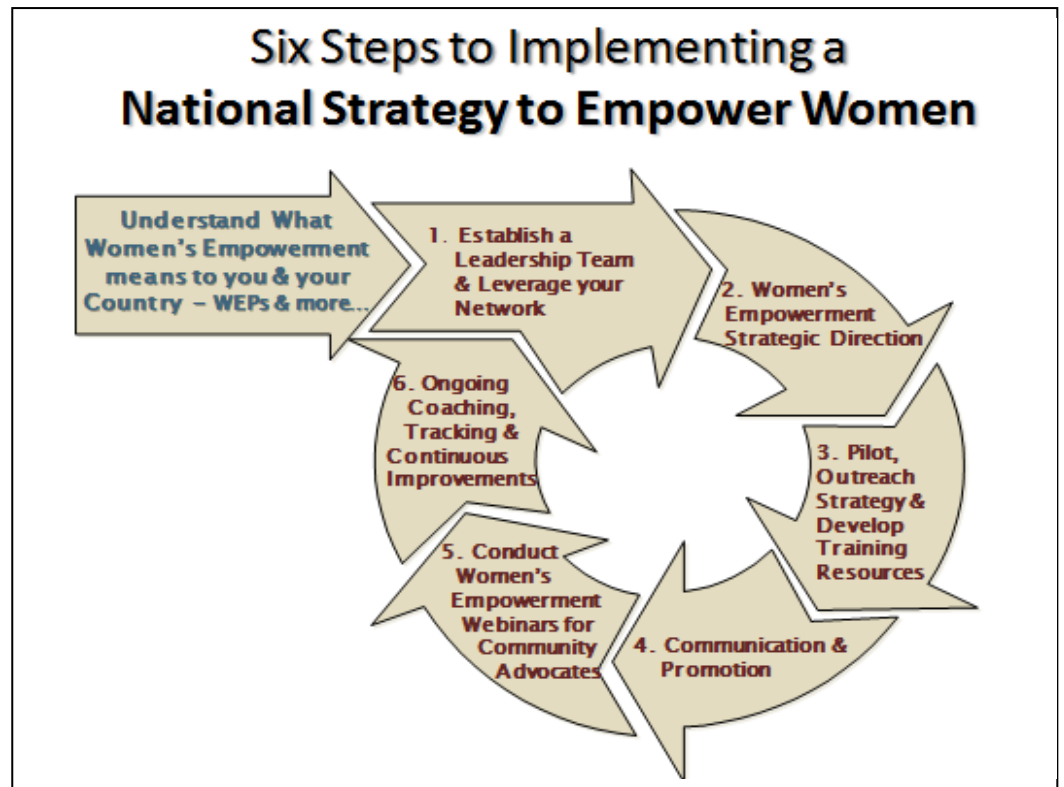 Six Steps to Implementing a
National Strategy to Empower Women
Understand What
Women's Empowerment
means to you & your
Country – WEPs & more...
1. Establish a
Leadership Team
& Leverage your
Network
2. Women's
Empowerment
Strategic Direction
3. Pilot,
Outreach
Strategy &
Develop
Training
Resources
4. Communication &
Promotion
5. Conduct
Women's
Empowerment
Webinars for
Community
Advocates
6. Ongoing
Coaching,
Tracking &
Continuous
Improvements